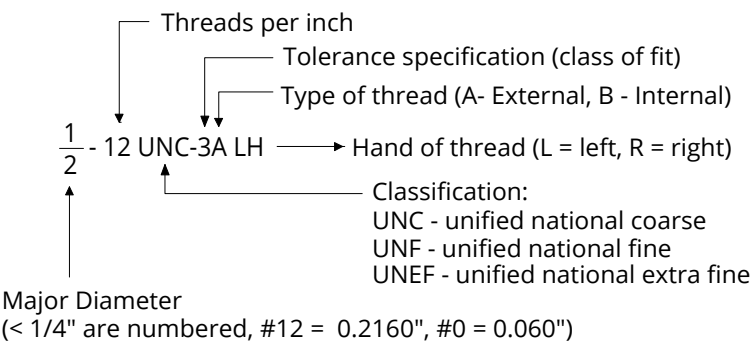 Threads per inch
Tolerance specification (class of fit)
Type of thread (A- External, B - Internal)
1/2 - 12 UNC-3A LH
Hand of thread (L = left, R = right)
Classification:
UNC - unified national coarse
UNF - unified national fine
UNEF - unified national extra fine
Major Diameter
(< 1/4" are numbered, #12 = 0.2160", #0 = 0.060")